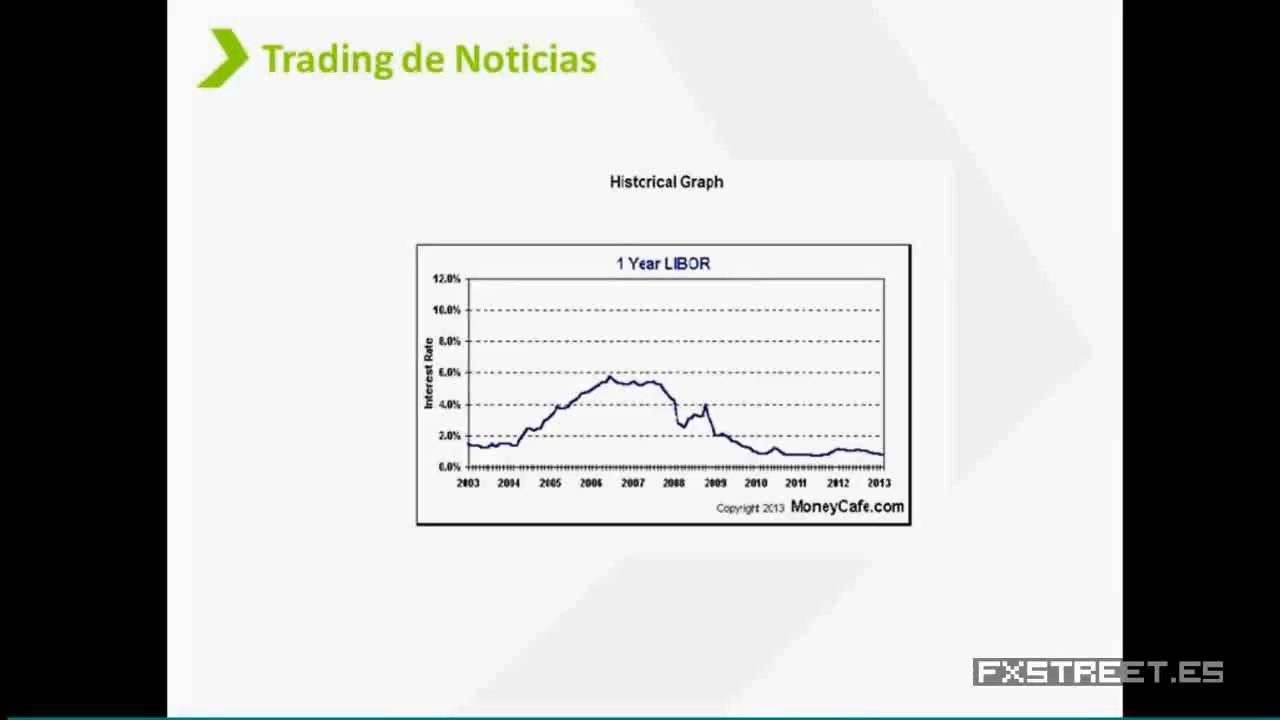 Trading de Noticias
Historical Graph
1 Year LIBOR
12.0%
10.0%
8.0%
6.0%
4.0%
2.0%
0.0%
Interest Rate
2003 2004 2005 2006 2007 2008 2009 2010 2011 2012 2013
Copyright 2013 MoneyCafe.com
FXSTREET.ES